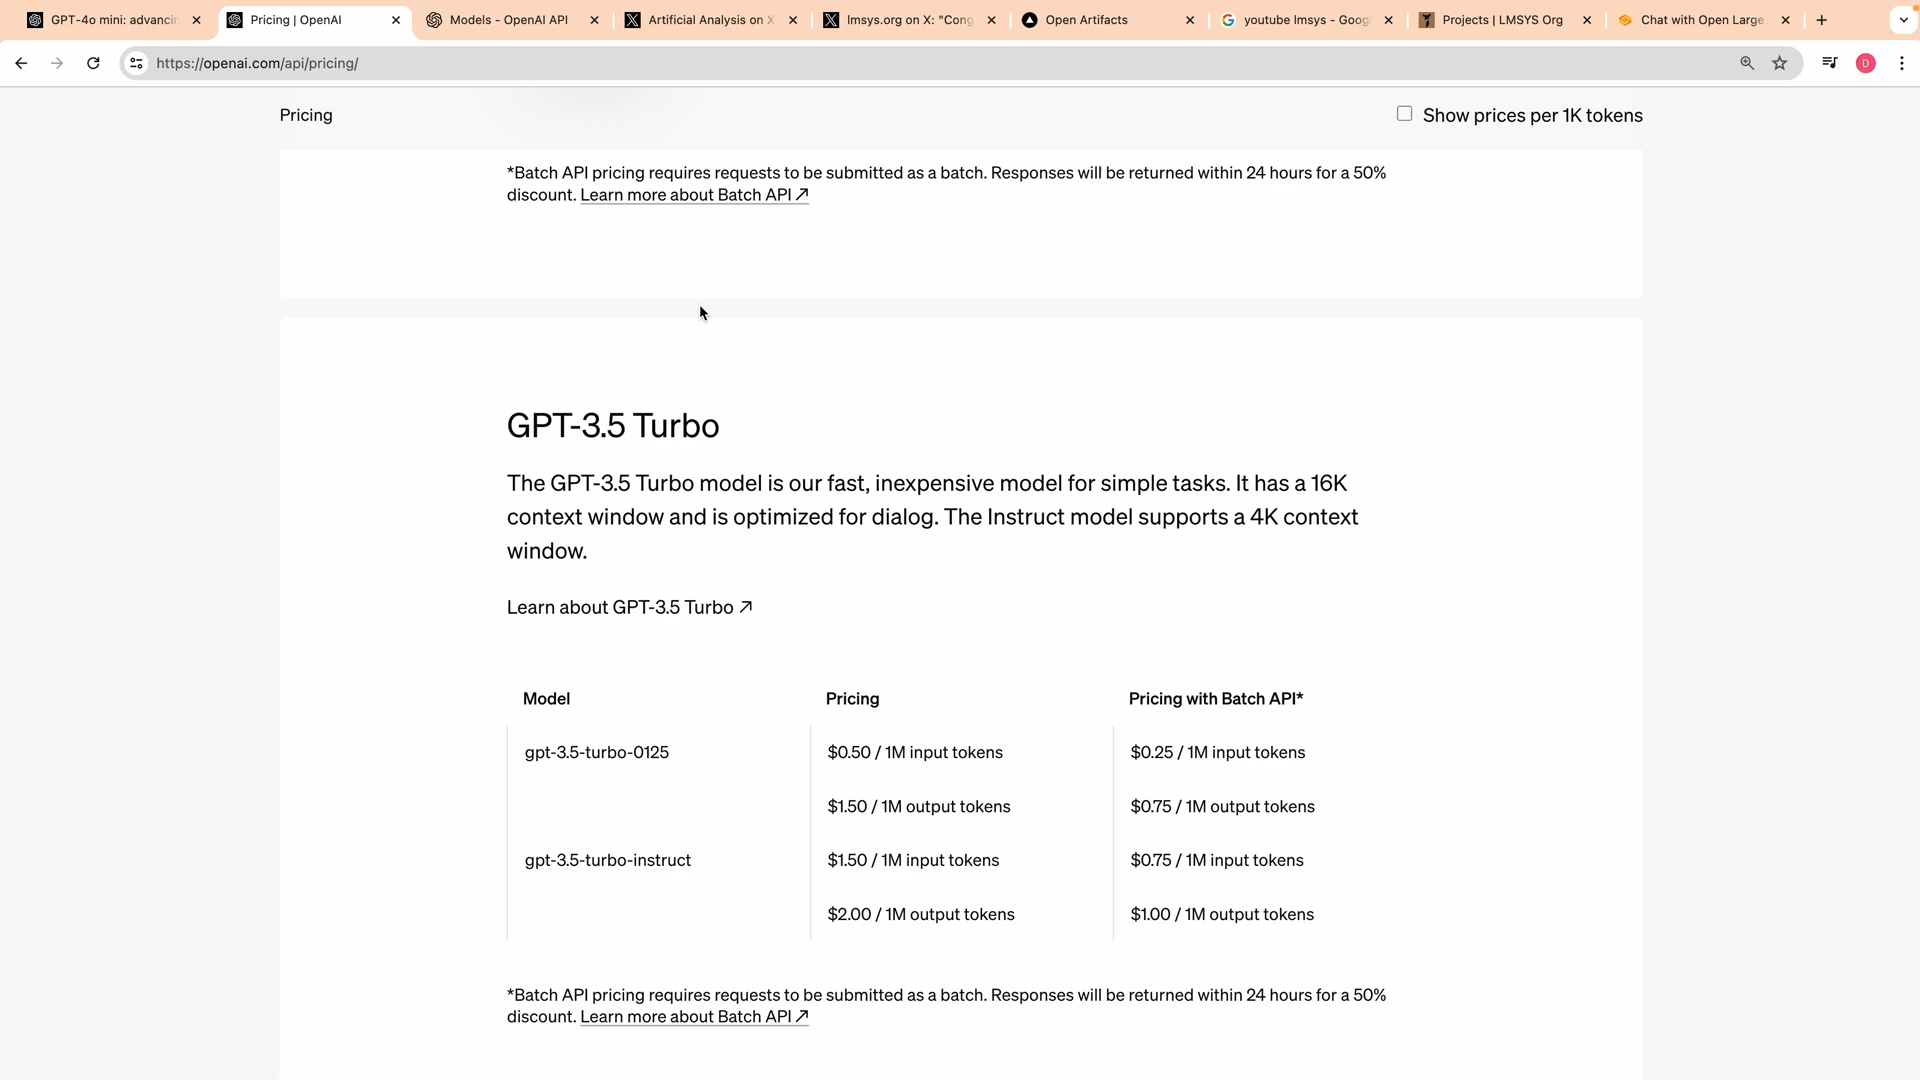 GPT-4o mini: advancin
Pricing | OpenAI
Models - OpenAI API
Artificial Analysis on X
lmsys.org on X: "Cong
Open Artifacts
youtube lmsys - Goog
Projects | LMSYS Org
Chat with Open Large
https://openai.com/api/pricing/
D
Pricing
Show prices per 1K tokens
*Batch API pricing requires requests to be submitted as a batch. Responses will be returned within 24 hours for a 50%
discount. Learn more about Batch API ↗
GPT-3.5 Turbo
The GPT-3.5 Turbo model is our fast, inexpensive model for simple tasks. It has a 16K
context window and is optimized for dialog. The Instruct model supports a 4K context
window.
Learn about GPT-3.5 Turbo ↗
Model Pricing Pricing with Batch API*
gpt-3.5-turbo-0125 $0.50 / 1M input tokens $0.25 / 1M input tokens
$1.50 / 1M output tokens $0.75 / 1M output tokens
gpt-3.5-turbo-instruct $1.50 / 1M input tokens $0.75 / 1M input tokens
$2.00 / 1M output tokens $1.00 / 1M output tokens
*Batch API pricing requires requests to be submitted as a batch. Responses will be returned within 24 hours for a 50%
discount. Learn more about Batch API ↗